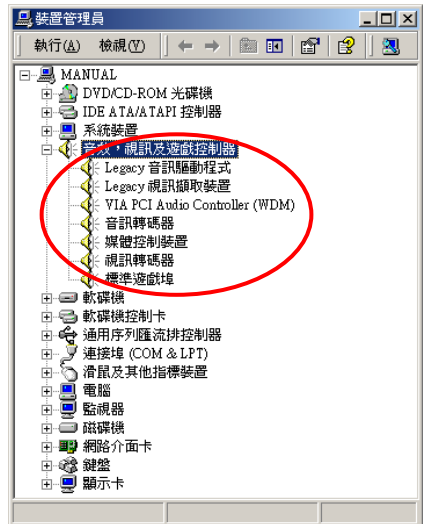 裝置管理員
執行(A) 檢視(V)
MANUAL
DVD/CD-ROM 光碟機
IDE ATA/ATAPI 控制器
系統裝置
音效，視訊及遊戲控制器
Legacy 音訊驅動程式
Legacy 視訊擷取裝置
VIA PCI Audio Controller (WDM)
音訊轉碼器
媒體控制裝置
視訊轉碼器
標準遊戲埠
軟碟機
軟碟機控制卡
通用序列匯流排控制器
連接埠 (COM & LPT)
滑鼠及其他指標裝置
電腦
監視器
磁碟機
網路介面卡
鍵盤
顯示卡